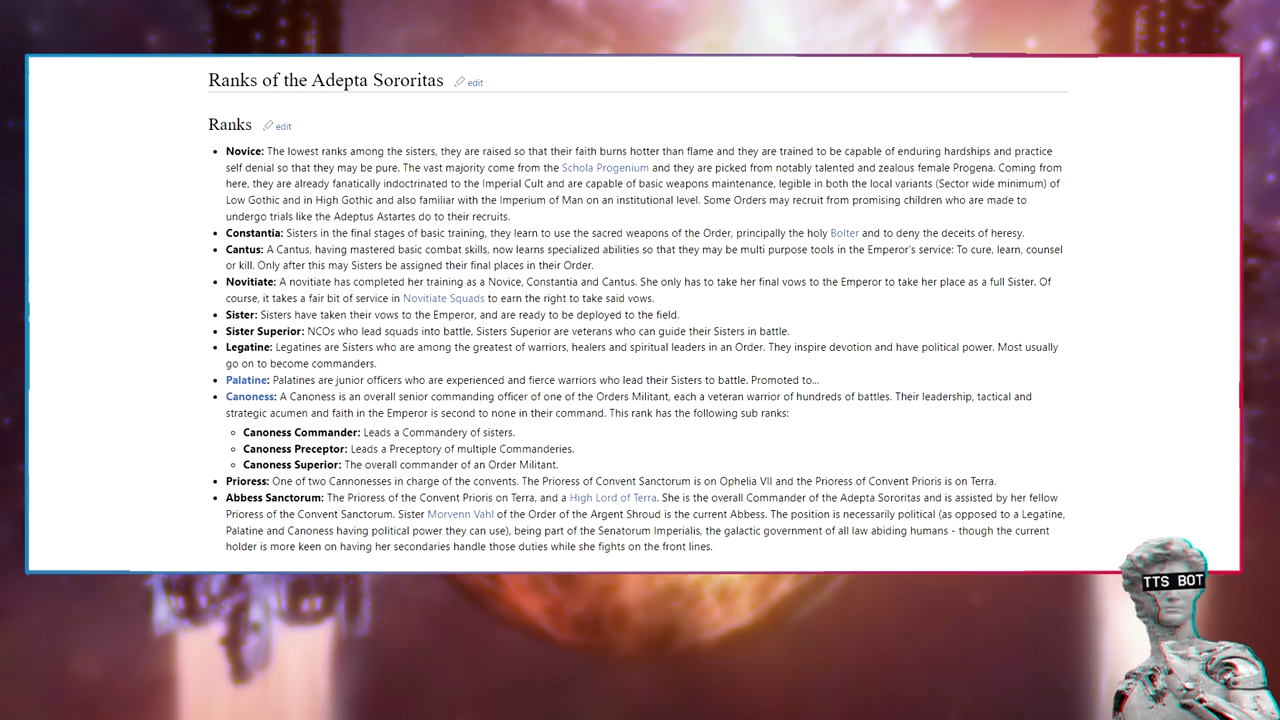 Ranks of the Adepta Sororitas edit
Ranks edit
Novice: The lowest ranks among the sisters, they are raised so that their faith burns hotter than flame and they are trained to be capable of enduring hardships and practice
self denial so that they may be pure. The vast majority come from the Schola Progenium and they are picked from notably talented and zealous female Progena. Coming from
here, they are already fanatically indoctrinated to the Imperial Cult and are capable of basic weapons maintenance, legible in both the local variants (Sector wide minimum) of
Low Gothic and in High Gothic and also familiar with the Imperium of Man on an institutional level. Some Orders may recruit from promising children who are made to
undergo trials like the Adeptus Astartes do to their recruits.
Constantia: Sisters in the final stages of basic training, they learn to use the sacred weapons of the Order, principally the holy Bolter and to deny the deceits of heresy.
Cantus: A Cantus, having mastered basic combat skills, now learns specialized abilities so that they may be multi purpose tools in the Emperor's service: To cure, learn, counsel
or kill. Only after this may Sisters be assigned their final places in their Order.
Novitiate: A novitiate has completed her training as a Novice, Constantia and Cantus. She only has to take her final vows to the Emperor to take her place as a full Sister. Of
course, it takes a fair bit of service in Novitiate Squads to earn the right to take said vows.
Sister: Sisters have taken their vows to the Emperor, and are ready to be deployed to the field.
Sister Superior: NCOs who lead squads into battle, Sisters Superior are veterans who can guide their Sisters in battle.
Legatine: Legatines are Sisters who are among the greatest of warriors, healers and spiritual leaders in an Order. They inspire devotion and have political power. Most usually
go on to become commanders.
Palatine: Palatines are junior officers who are experienced and fierce warriors who lead their Sisters to battle. Promoted to...
Canoness: A Canoness is an overall senior commanding officer of one of the Orders Militant, each a veteran warrior of hundreds of battles. Their leadership, tactical and
strategic acumen and faith in the Emperor is second to none in their command. This rank has the following sub ranks:
Canoness Commander: Leads a Commandery of sisters.
Canoness Preceptor: Leads a Preceptory of multiple Commanderies.
Canoness Superior: The overall commander of an Order Militant.
Prioress: One of two Cannonesses in charge of the convents. The Prioress of Convent Sanctorum is on Ophelia VII and the Prioress of Convent Prioris is on Terra.
Abbess Sanctorum: The Prioress of the Convent Prioris on Terra, and a High Lord of Terra. She is the overall Commander of the Adepta Sororitas and is assisted by her fellow
Prioress of the Convent Sanctorum. Sister Morvenn Vahl of the Order of the Argent Shroud is the current Abbess. The position is necessarily political (as opposed to a Legatine,
Palatine and Canoness having political power they can use), being part of the Senatorum Imperialis, the galactic government of all law abiding humans - though the current
holder is more keen on having her secondaries handle those duties while she fights on the front lines.
TTS BOT